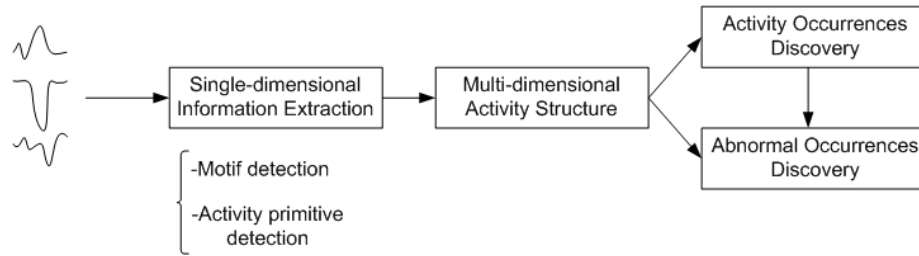 Single-dimensional
Information Extraction
-Motif detection
-Activity primitive
detection
Multi-dimensional
Activity Structure
Activity Occurrences
Discovery
Abnormal Occurrences
Discovery